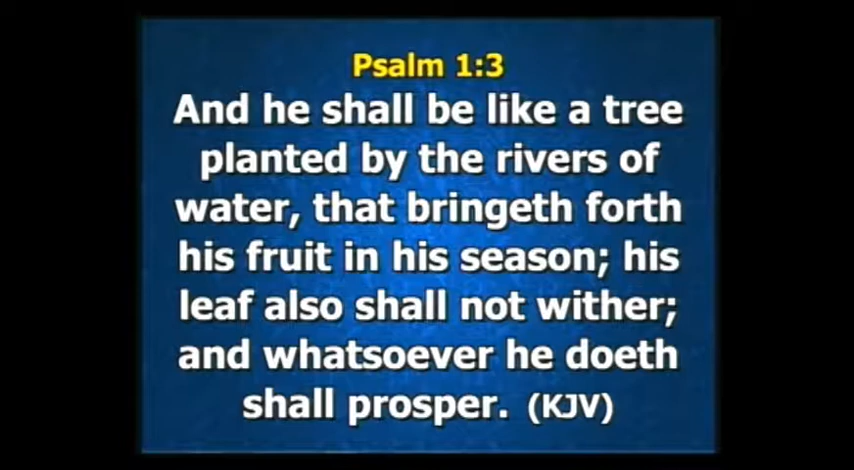 Psalm 1:3
And he shall be like a tree
planted by the rivers of
water, that bringeth forth
his fruit in his season; his
leaf also shall not wither;
and whatsoever he doeth
shall prosper. (KJV)